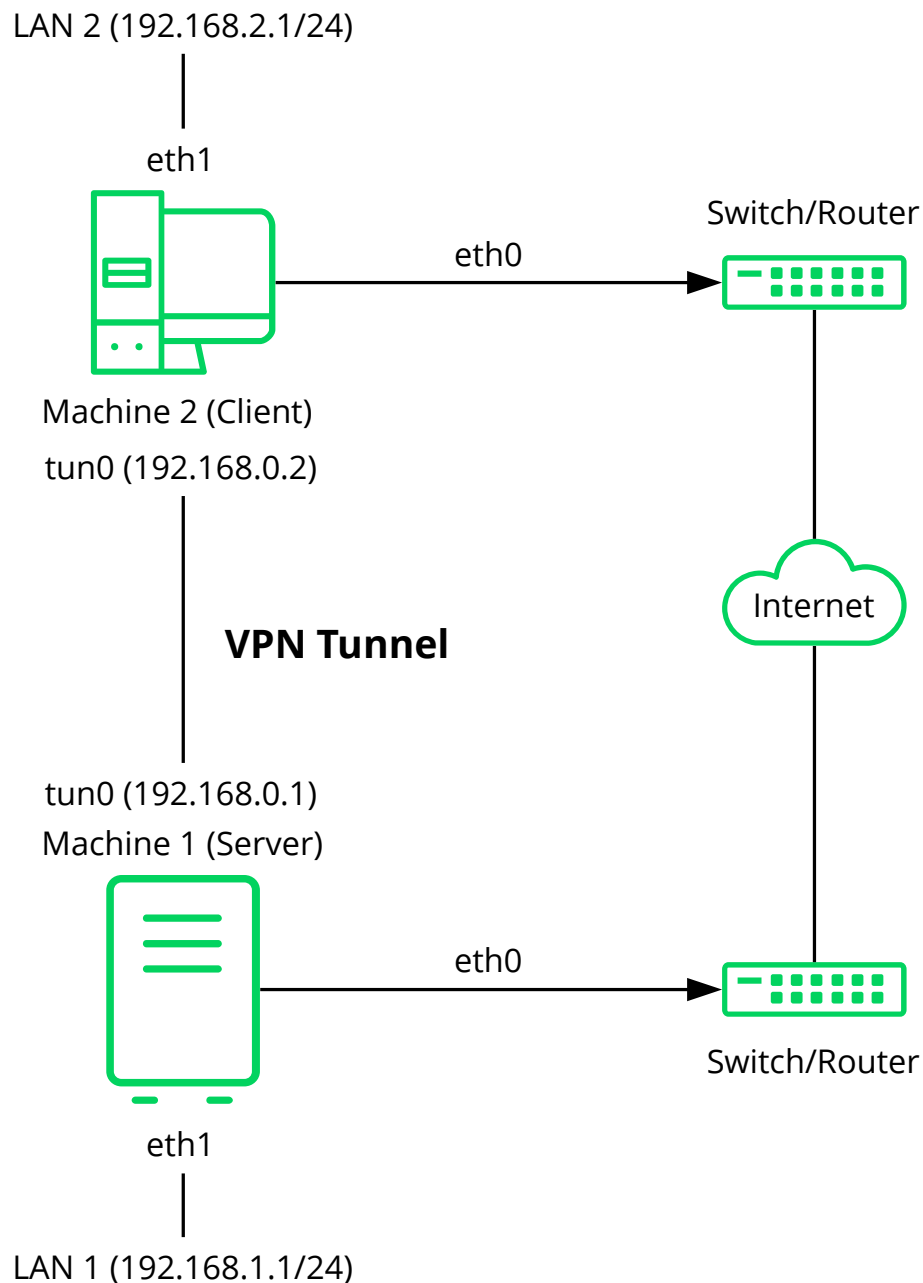 LAN 2 (192.168.2.1/24)
eth1
Switch/Router
eth0
Machine 2 (Client)
tun0 (192.168.0.2)
Internet
VPN Tunnel
tun0 (192.168.0.1)
Machine 1 (Server)
eth0
Switch/Router
eth1
LAN 1 (192.168.1.1/24)